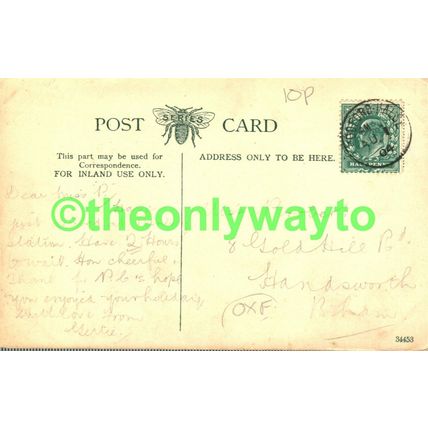 10P
POST CARD
SERIES
This part may be used for
Correspondence.
FOR INLAND USE ONLY.
ADDRESS ONLY TO BE HERE.
HALFPENNY
Dear Miss P.
©theonlywayto
just
Station. Have 2 Hours
to wait. How cheerful.
8 Gold Hill Rd.
Handsworth
hope
you enjoyed your holiday
OXF
With love from
Gertie.
34453